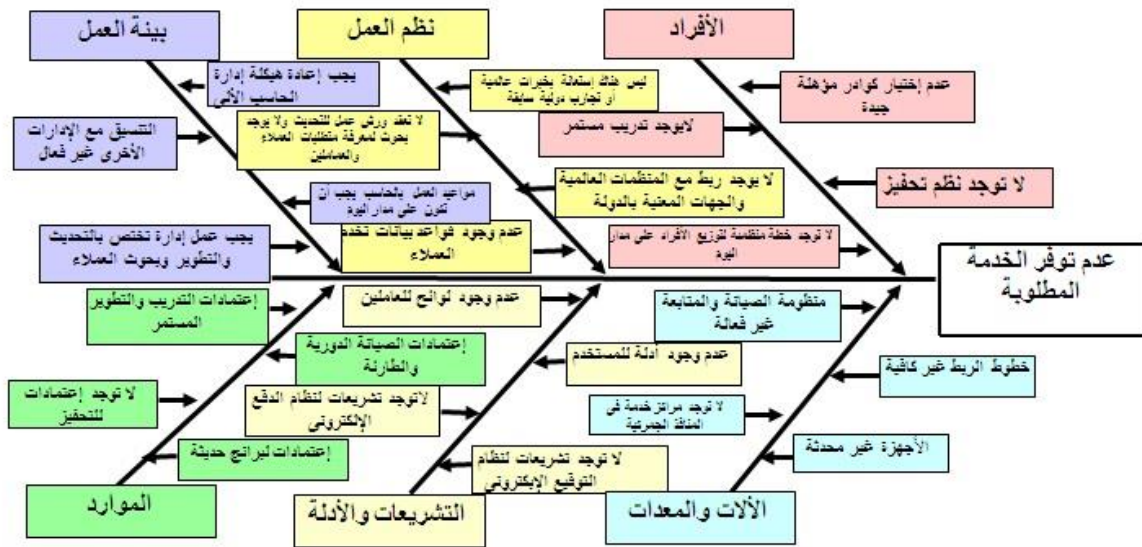 الأفراد
نظم العمل
بيئة العمل
عدم إختيار كوادر مؤهلة
جيدة
ليس هناك إستعانة بخبرات عالمية
أو تجارب دولية سابقة
يجب إعادة هيكلة إدارة
الحاسب الألى
لايوجد تدريب مستمر
لا تعقد ورش عمل للتحديث ولا يوجد
بحوث لمعرفة متطلبات العملاء
والعماملين
التنسيق مع الإدارات
الأخرى غير فعال
لا توجد نظم تحفيز
لا يوجد ربط مع المنظمات العالمية
والجهات المعنية بالدولة
مواعيد العمل بالحاسب يجب أن
تكون على مدار اليوم
لا توجد خطة منظمة لتوزيع الأفراد على مدار
اليوم
عدم وجود قواعد بيانات تخدم
العملاء
يجب عمل إدارة تختص بالتحديث
والتطوير وبحوث العملاء
عدم توفر الخدمة
المطلوبة
منظومة الصيانة والمتابعة
غير فعالة
عدم وجود لوائح للعاملين
إعتمادات التدريب والتطوير
المستمر
خطوط الربط غير كافية
عدم وجود أدلة للمستخدم
إعتمادات الصيانة الدورية
والطارئة
لا توجد مراكز خدمة فى
المنافذ الجمركية
لاتوجد تشريعات لنظام الدفع
الإلكترونى
لا توجد إعتمادات
للتحفيز
الأجهزة غير محدثة
لا توجد تشريعات لنظام
التوقيع الإيكترونى
إعتمادات لبرانج حديثة
الألات والمعدات
التشريعات والأدلة
الموارد